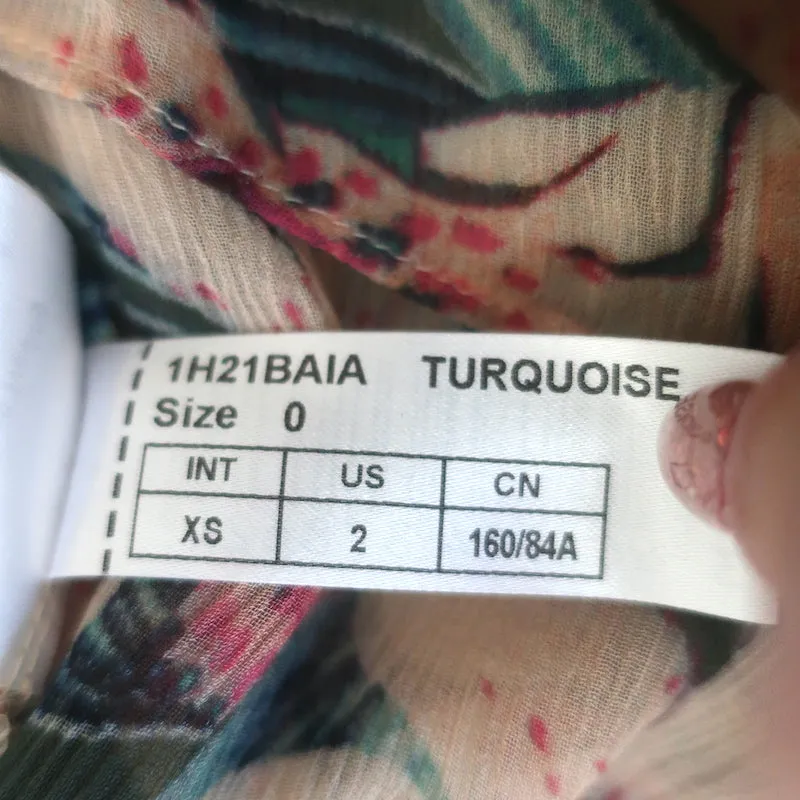 1H21BAIA TURQUOISE
Size 0
INT US CN
XS 2 160/84A